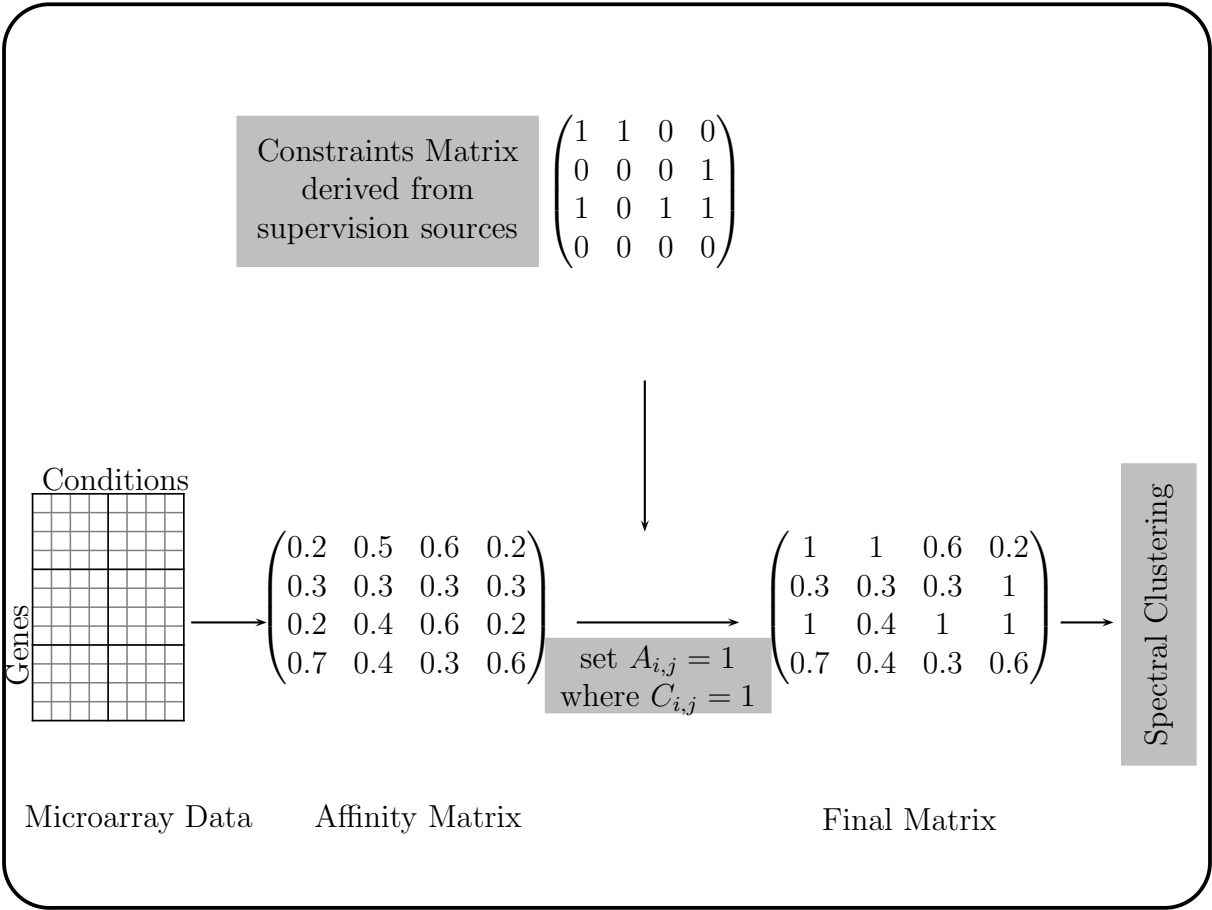 Constraints Matrix
derived from
supervision sources
1 1 0 0
0 0 0 1
1 0 1 1
0 0 0 0
Conditions
Genes
0.2 0.5 0.6 0.2
0.3 0.3 0.3 0.3
0.2 0.4 0.6 0.2
0.7 0.4 0.3 0.6
set A_{i,j} = 1
where C_{i,j} = 1
1 1 0.6 0.2
0.3 0.3 0.3 1
1 0.4 1 1
0.7 0.4 0.3 0.6
Spectral Clustering
Microarray Data
Affinity Matrix
Final Matrix